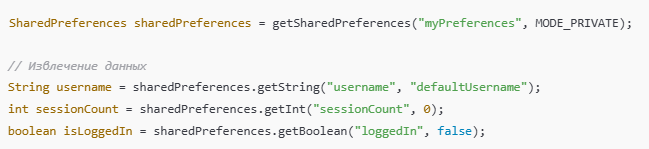 SharedPreferences sharedPreferences = getSharedPreferences("myPreferences", MODE_PRIVATE);
// Извлечение данных
String username = sharedPreferences.getString("username", "defaultUsername");
int sessionCount = sharedPreferences.getInt("sessionCount", 0);
boolean isLoggedIn = sharedPreferences.getBoolean("loggedIn", false);